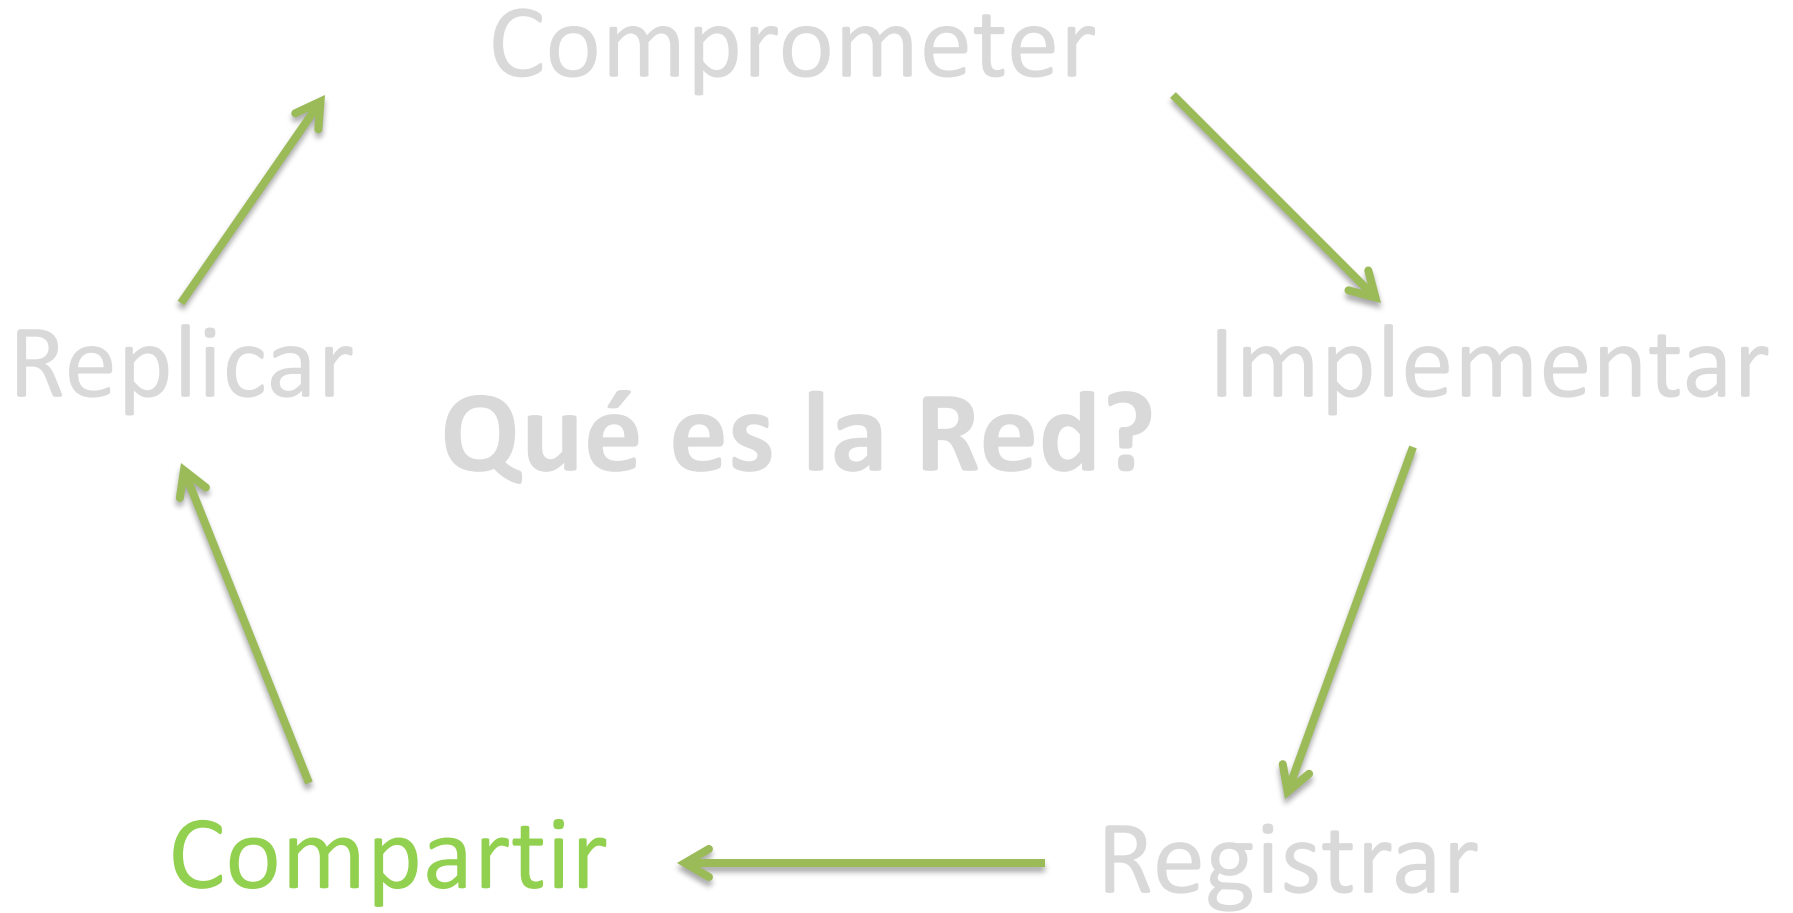 Comprometer
Replicar
Implementar
Qué es la Red?
Compartir
Registrar